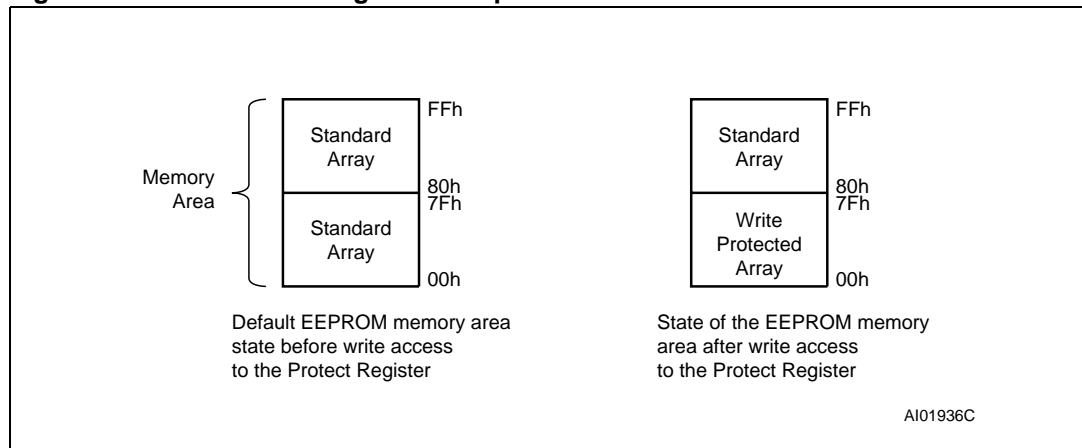 FFh
Standard
Array
Memory
Area
80h
7Fh
Standard
Array
00h
Default EEPROM memory area
state before write access
to the Protect Register
FFh
Standard
Array
80h
7Fh
Write
Protected
Array
00h
State of the EEPROM memory
area after write access
to the Protect Register
AI01936C